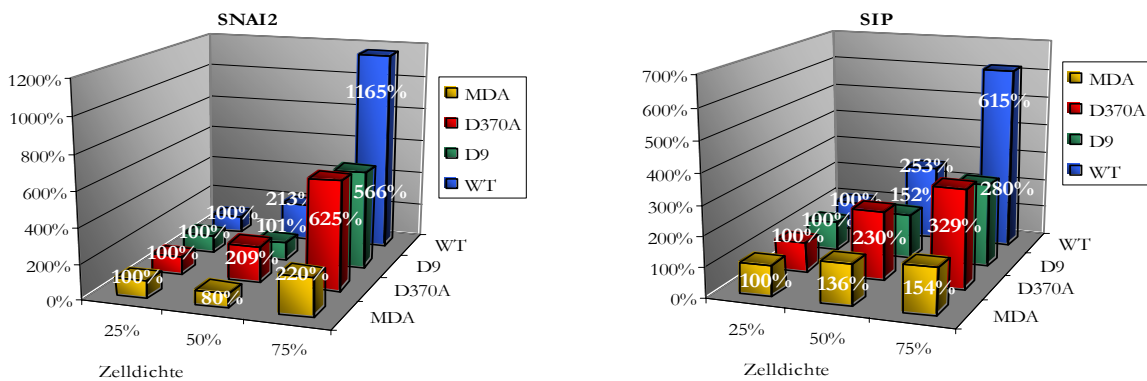 SNAI2
1200%
1000%
800%
600%
400%
200%
0%
1165%
213%
566%
100%
101%
625%
100%
209%
100%
220%
100%
80%
25%
50%
75%
Zelldichte
WT
D9
D370A
MDA
MDA
D370A
D9
WT
SIP
700%
600%
500%
400%
300%
200%
100%
0%
615%
253%
100%
152%
280%
100%
329%
100%
230%
100%
136%
154%
25%
50%
75%
Zelldichte
WT
D9
D370A
MDA
MDA
D370A
D9
WT